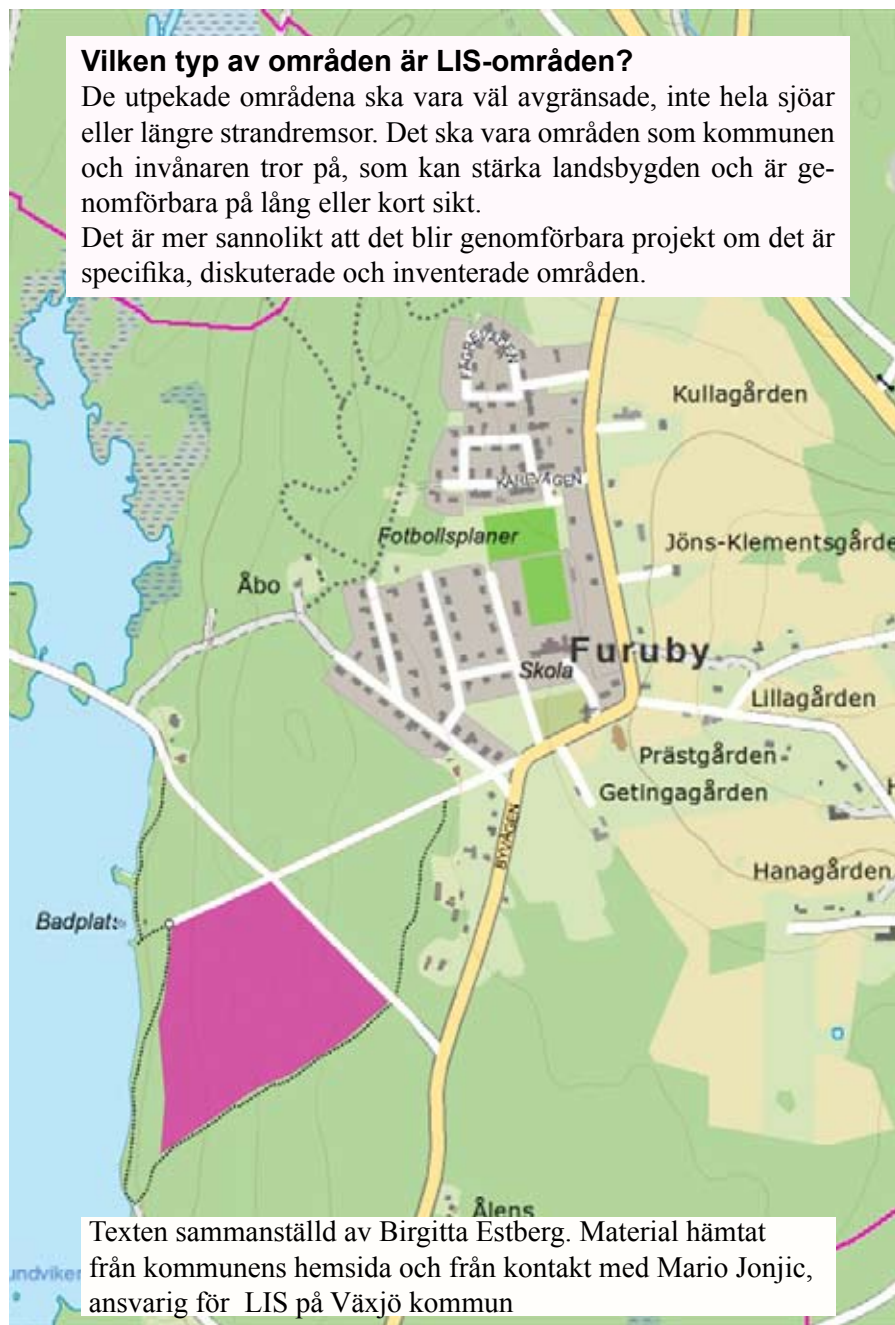 Vilken typ av områden är LIS-områden?
De utpekade områdena ska vara väl avgränsade, inte hela sjöar
eller längre strandremsor. Det ska vara områden som kommunen
och invånaren tror på, som kan stärka landsbygden och är ge-
nomförbara på lång eller kort sikt.
Det är mer sannolikt att det blir genomförbara projekt om det är
specifika, diskuterade och inventerade områden.
Kullagården
KÅREVÄGEN
Fotbollsplaner
Jöns-Klementsgårde
Åbo
Furuby
Skola
Lillagården
Prästgården
Getingagården
BYVÄGEN
Hanagården
Badplats
Ålens
Texten sammanställd av Birgitta Estberg. Material hämtat
från kommunens hemsida och från kontakt med Mario Jonjic,
ansvarig för LIS på Växjö kommun